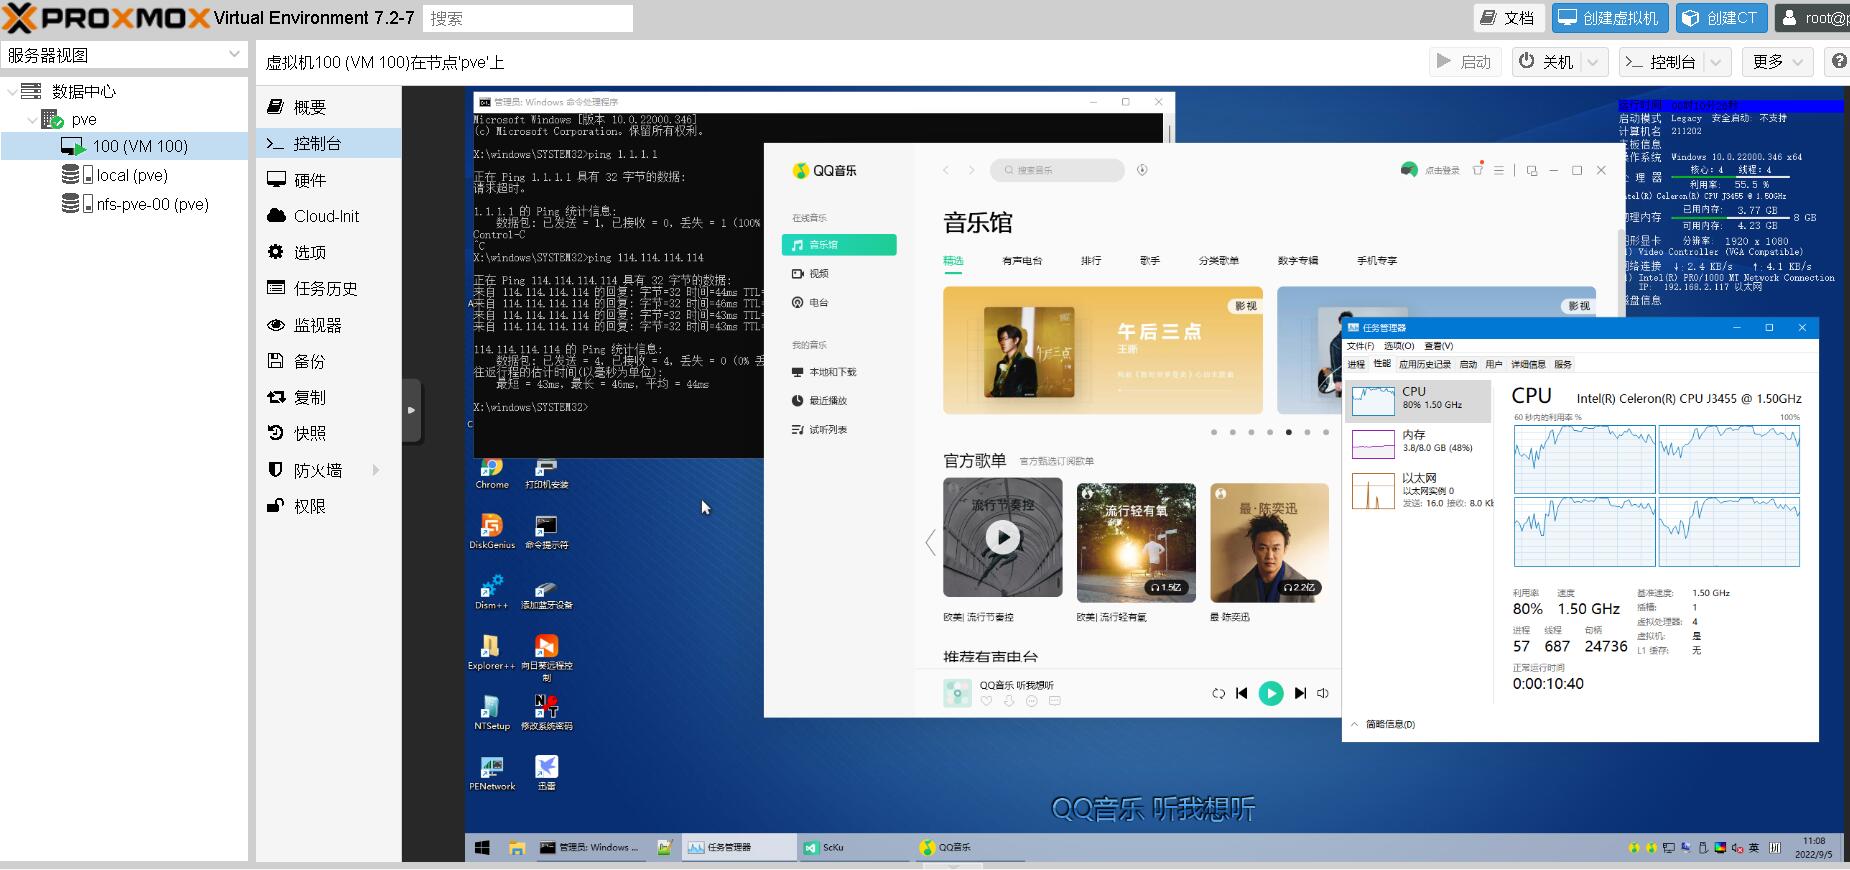 PROXMOX Virtual Environment 7.2-7
搜索
文档
创建虚拟机
创建CT
root@p
服务器视图
虚拟机100 (VM 100)在节点'pve'上
启动
关机
控制台
更多
数据中心
pve
100 (VM 100)
local (pve)
nfs-pve-00 (pve)
概要
控制台
硬件
Cloud-Init
选项
任务历史
监视器
备份
复制
快照
防火墙
权限
管理员: Windows 命令处理程序
Microsoft Windows [版本 10.0.22000.346]
(c) Microsoft Corporation。保留所有权利。
X:\windows\SYSTEM32>ping 1.1.1.1
正在 Ping 1.1.1.1 具有 32 字节的数据:
请求超时。
1.1.1.1 的 Ping 统计信息:
数据包: 已发送 = 1，已接收 = 0，丢失 = 1 (100%
Control-C
^C
X:\windows\SYSTEM32>ping 114.114.114.114
正在 Ping 114.114.114.114 具有 32 字节的数据:
来自 114.114.114.114 的回复: 字节=32 时间=44ms TTL=
来自 114.114.114.114 的回复: 字节=32 时间=46ms TTL=
来自 114.114.114.114 的回复: 字节=32 时间=43ms TTL=
来自 114.114.114.114 的回复: 字节=32 时间=43ms TTL=
114.114.114.114 的 Ping 统计信息:
数据包: 已发送 = 4，已接收 = 4，丢失 = 0 (0% 丢
往返行程的估计时间(以毫秒为单位):
最短 = 43ms，最长 = 46ms，平均 = 44ms
X:\windows\SYSTEM32>
Chrome
打印机安装
DiskGenius
命令提示符
Dism++
添加蓝牙设备
Explorer++
向日葵远程控
制
NTSetup
修改系统密码
PENetwork
迅雷
QQ音乐
搜索音乐
点击登录
在线音乐
音乐馆
视频
电台
我的音乐
本地和下载
最近播放
试听列表
音乐馆
精选
有声电台
排行
歌手
分类歌单
数字专辑
手机专享
影视
午后三点
午后三点
影视
官方歌单
官方甄选订阅歌单
流行节奏控
流行轻有氧
1.5亿
最·陈奕迅
2.2亿
欧美| 流行节奏控
欧美| 流行轻有氧
最·陈奕迅
推荐有声电台
QQ音乐 听我想听
运行时间
启动模式 Legacy 安全启动: 不支持
计算机名 211202
板信息
操作系统 Windows 10.0.22000.346 x64
理器
核心: 4 线程: 4
利用率: 55.5 %
ntel(R) Celeron(R) CPU J3455 @ 1.50GHz
物理内存
已用内存: 3.77 GB
8 GB
可用内存: 4.23 GB
图形显卡 分辨率: 1920 x 1080
1) Video Controller (VGA Compatible)
网络连接 ↓: 2.4 KB/s ↑: 4.1 KB/s
1) Intel(R) PRO/1000 MT Network Connection
IP: 192.168.2.117 以太网
磁盘信息
任务管理器
文件(F) 选项(O) 查看(V)
进程 性能 应用历史记录 启动 用户 详细信息 服务
CPU
80% 1.50 GHz
内存
3.8/8.0 GB (48%)
以太网
以太网实例 0
发送: 16.0 接收: 8.0 Kb
CPU
Intel(R) Celeron(R) CPU J3455 @ 1.50GHz
60 秒内的利用率 %
100%
利用率
速度
80%
1.50 GHz
进程
线程
句柄
57
687
24736
正常运行时间
0:00:10:40
基准速度: 1.50 GHz
插槽: 1
虚拟处理器: 4
虚拟机: 是
L1 缓存: 无
简略信息(D)
QQ音乐 听我想听
管理员: Windows ...
任务管理器
ScKu
QQ音乐
英
11:08
2022/9/5